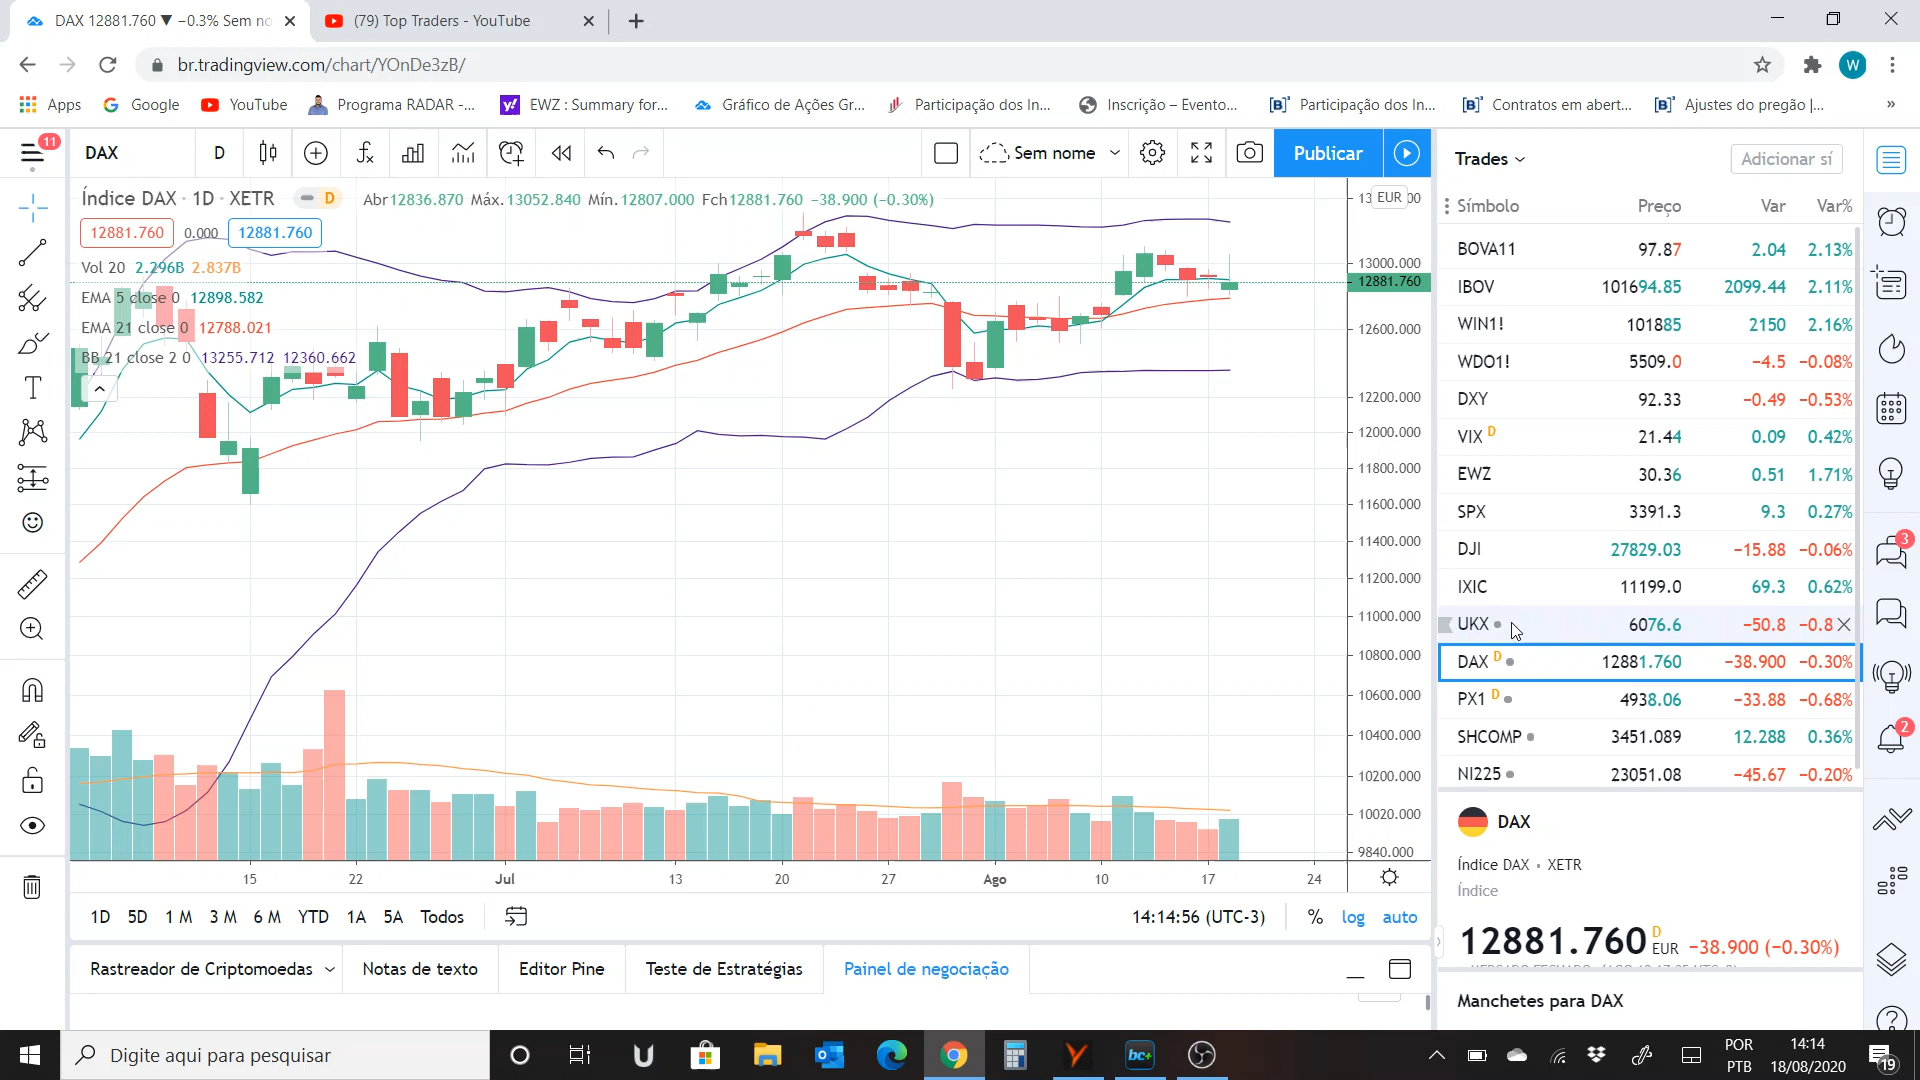 DAX 12881.760 ▼ −0.3% Sem no
(79) Top Traders - YouTube
br.tradingview.com/chart/YOnDe3zB/
W
Apps
Google
YouTube
Programa RADAR -...
EWZ : Summary for...
Gráfico de Ações Gr...
Participação dos In...
Inscrição – Evento...
Participação dos In...
Contratos em abert...
Ajustes do pregão |...
»
11
DAX
D
Sem nome
Publicar
Índice DAX · 1D · XETR
D
Abr12836.870 Máx.13052.840 Mín.12807.000 Fch12881.760 −38.900 (−0.30%)
12881.760 0.000 12881.760
Vol 20 2.296B 2.837B
EMA 5 close 0 12898.582
EMA 21 close 0 12788.021
BB 21 close 2 0 13255.712 12360.662
EUR
13000.000
12881.760
12600.000
12200.000
12000.000
11800.000
11600.000
11400.000
11200.000
11000.000
10800.000
10600.000
10400.000
10200.000
10020.000
9840.000
15 22 Jul 13 20 27 Ago 10 17 24
1D 5D 1 M 3 M 6 M YTD 1A 5A Todos
14:14:56 (UTC-3) % log auto
Rastreador de Criptomoedas
Notas de texto
Editor Pine
Teste de Estratégias
Painel de negociação
Trades
Adicionar sí
Símbolo Preço Var Var%
BOVA11 97.87 2.04 2.13%
IBOV 101694.85 2099.44 2.11%
WIN1! 101885 2150 2.16%
WDO1! 5509.0 −4.5 −0.08%
DXY 92.33 −0.49 −0.53%
VIX D 21.44 0.09 0.42%
EWZ 30.36 0.51 1.71%
SPX 3391.3 9.3 0.27%
DJI 27829.03 −15.88 −0.06%
IXIC 11199.0 69.3 0.62%
UKX 6076.6 −50.8 −0.8
DAX D 12881.760 −38.900 −0.30%
PX1 D 4938.06 −33.88 −0.68%
SHCOMP 3451.089 12.288 0.36%
NI225 23051.08 −45.67 −0.20%
DAX
Índice DAX • XETR
Índice
12881.760 D EUR −38.900 (−0.30%)
Manchetes para DAX
3
2
Digite aqui para pesquisar
bc+
POR
PTB
14:14
18/08/2020
19